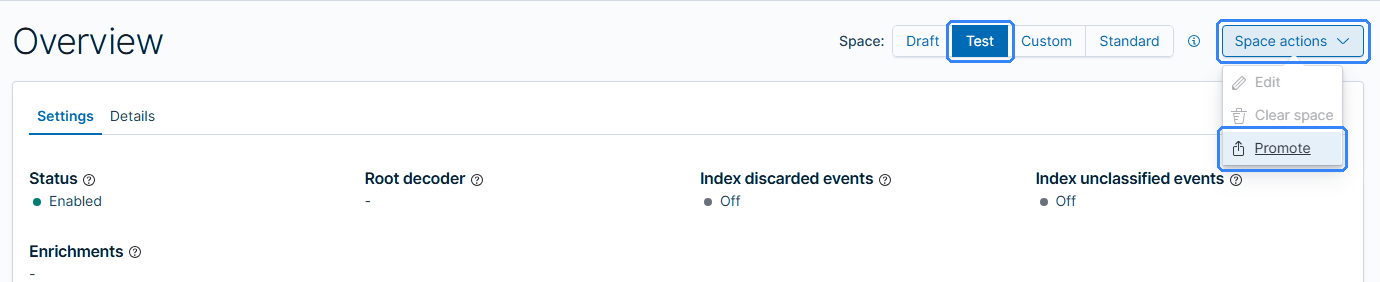 Overview
Space: Draft Test Custom Standard Space actions
Edit
Clear space
Promote
Settings Details
Status Root decoder Index discarded events Index unclassified events
Enabled - Off Off
Enrichments
-